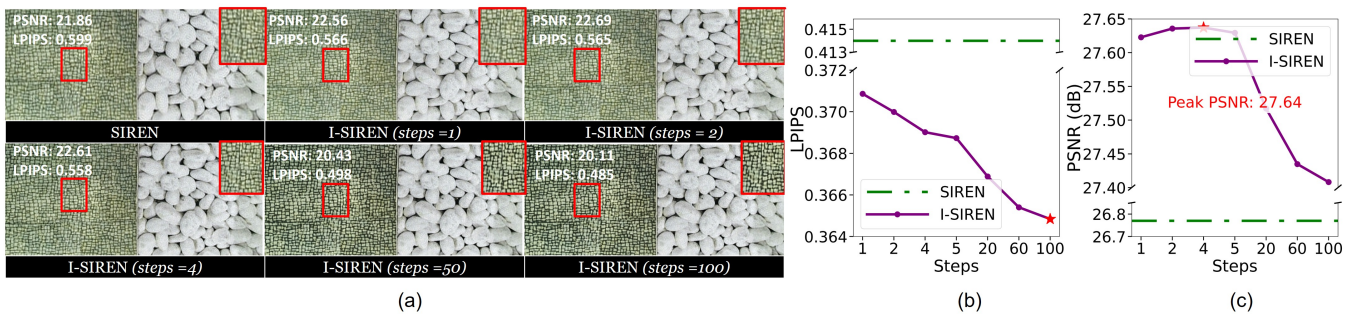 PSNR: 21.86
LPIPS: 0.599
PSNR: 22.56
LPIPS: 0.566
PSNR: 22.69
LPIPS: 0.565
SIREN
I-SIREN (steps =1)
I-SIREN (steps = 2)
PSNR: 22.61
LPIPS: 0.558
PSNR: 20.43
LPIPS: 0.498
PSNR: 20.11
LPIPS: 0.485
I-SIREN (steps =4)
I-SIREN (steps =50)
I-SIREN (steps =100)
(a)
0.415
0.413
0.372
0.370
0.368
0.366
0.364
LPIPS
SIREN
I-SIREN
1 2 4 5 20 60 100
Steps
(b)
27.65
27.60
27.55
27.50
27.45
27.40
26.8
26.7
PSNR (dB)
SIREN
I-SIREN
Peak PSNR: 27.64
1 2 4 5 20 60 100
Steps
(c)